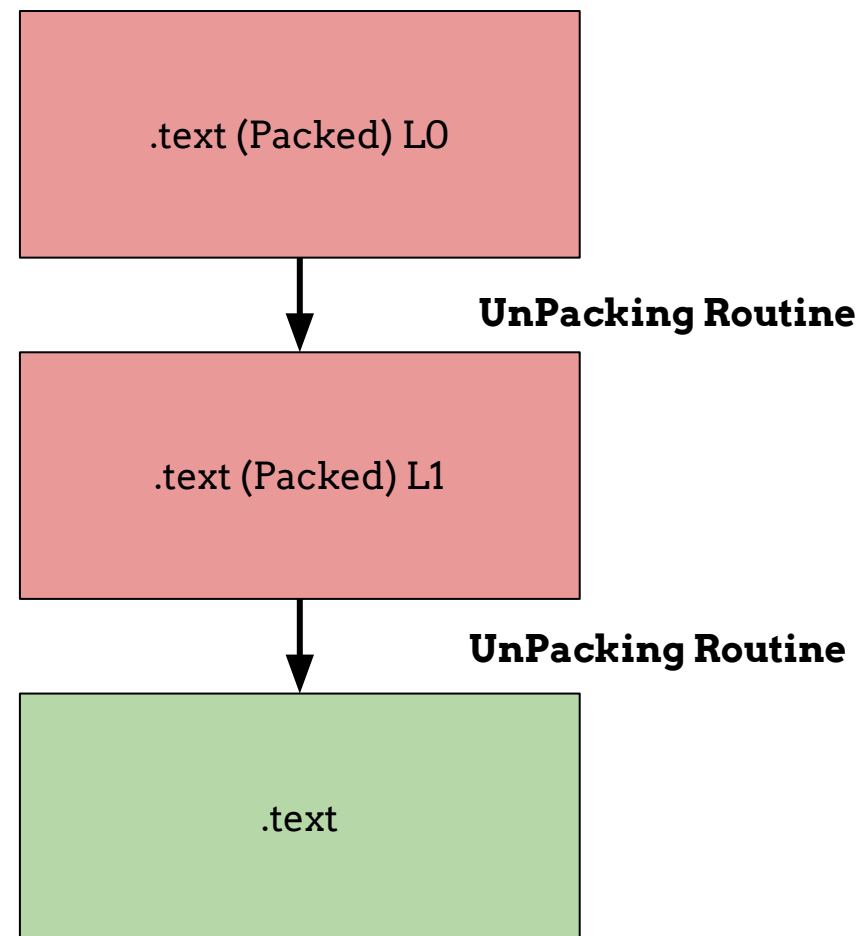 .text (Packed) L0
UnPacking Routine
.text (Packed) L1
UnPacking Routine
.text